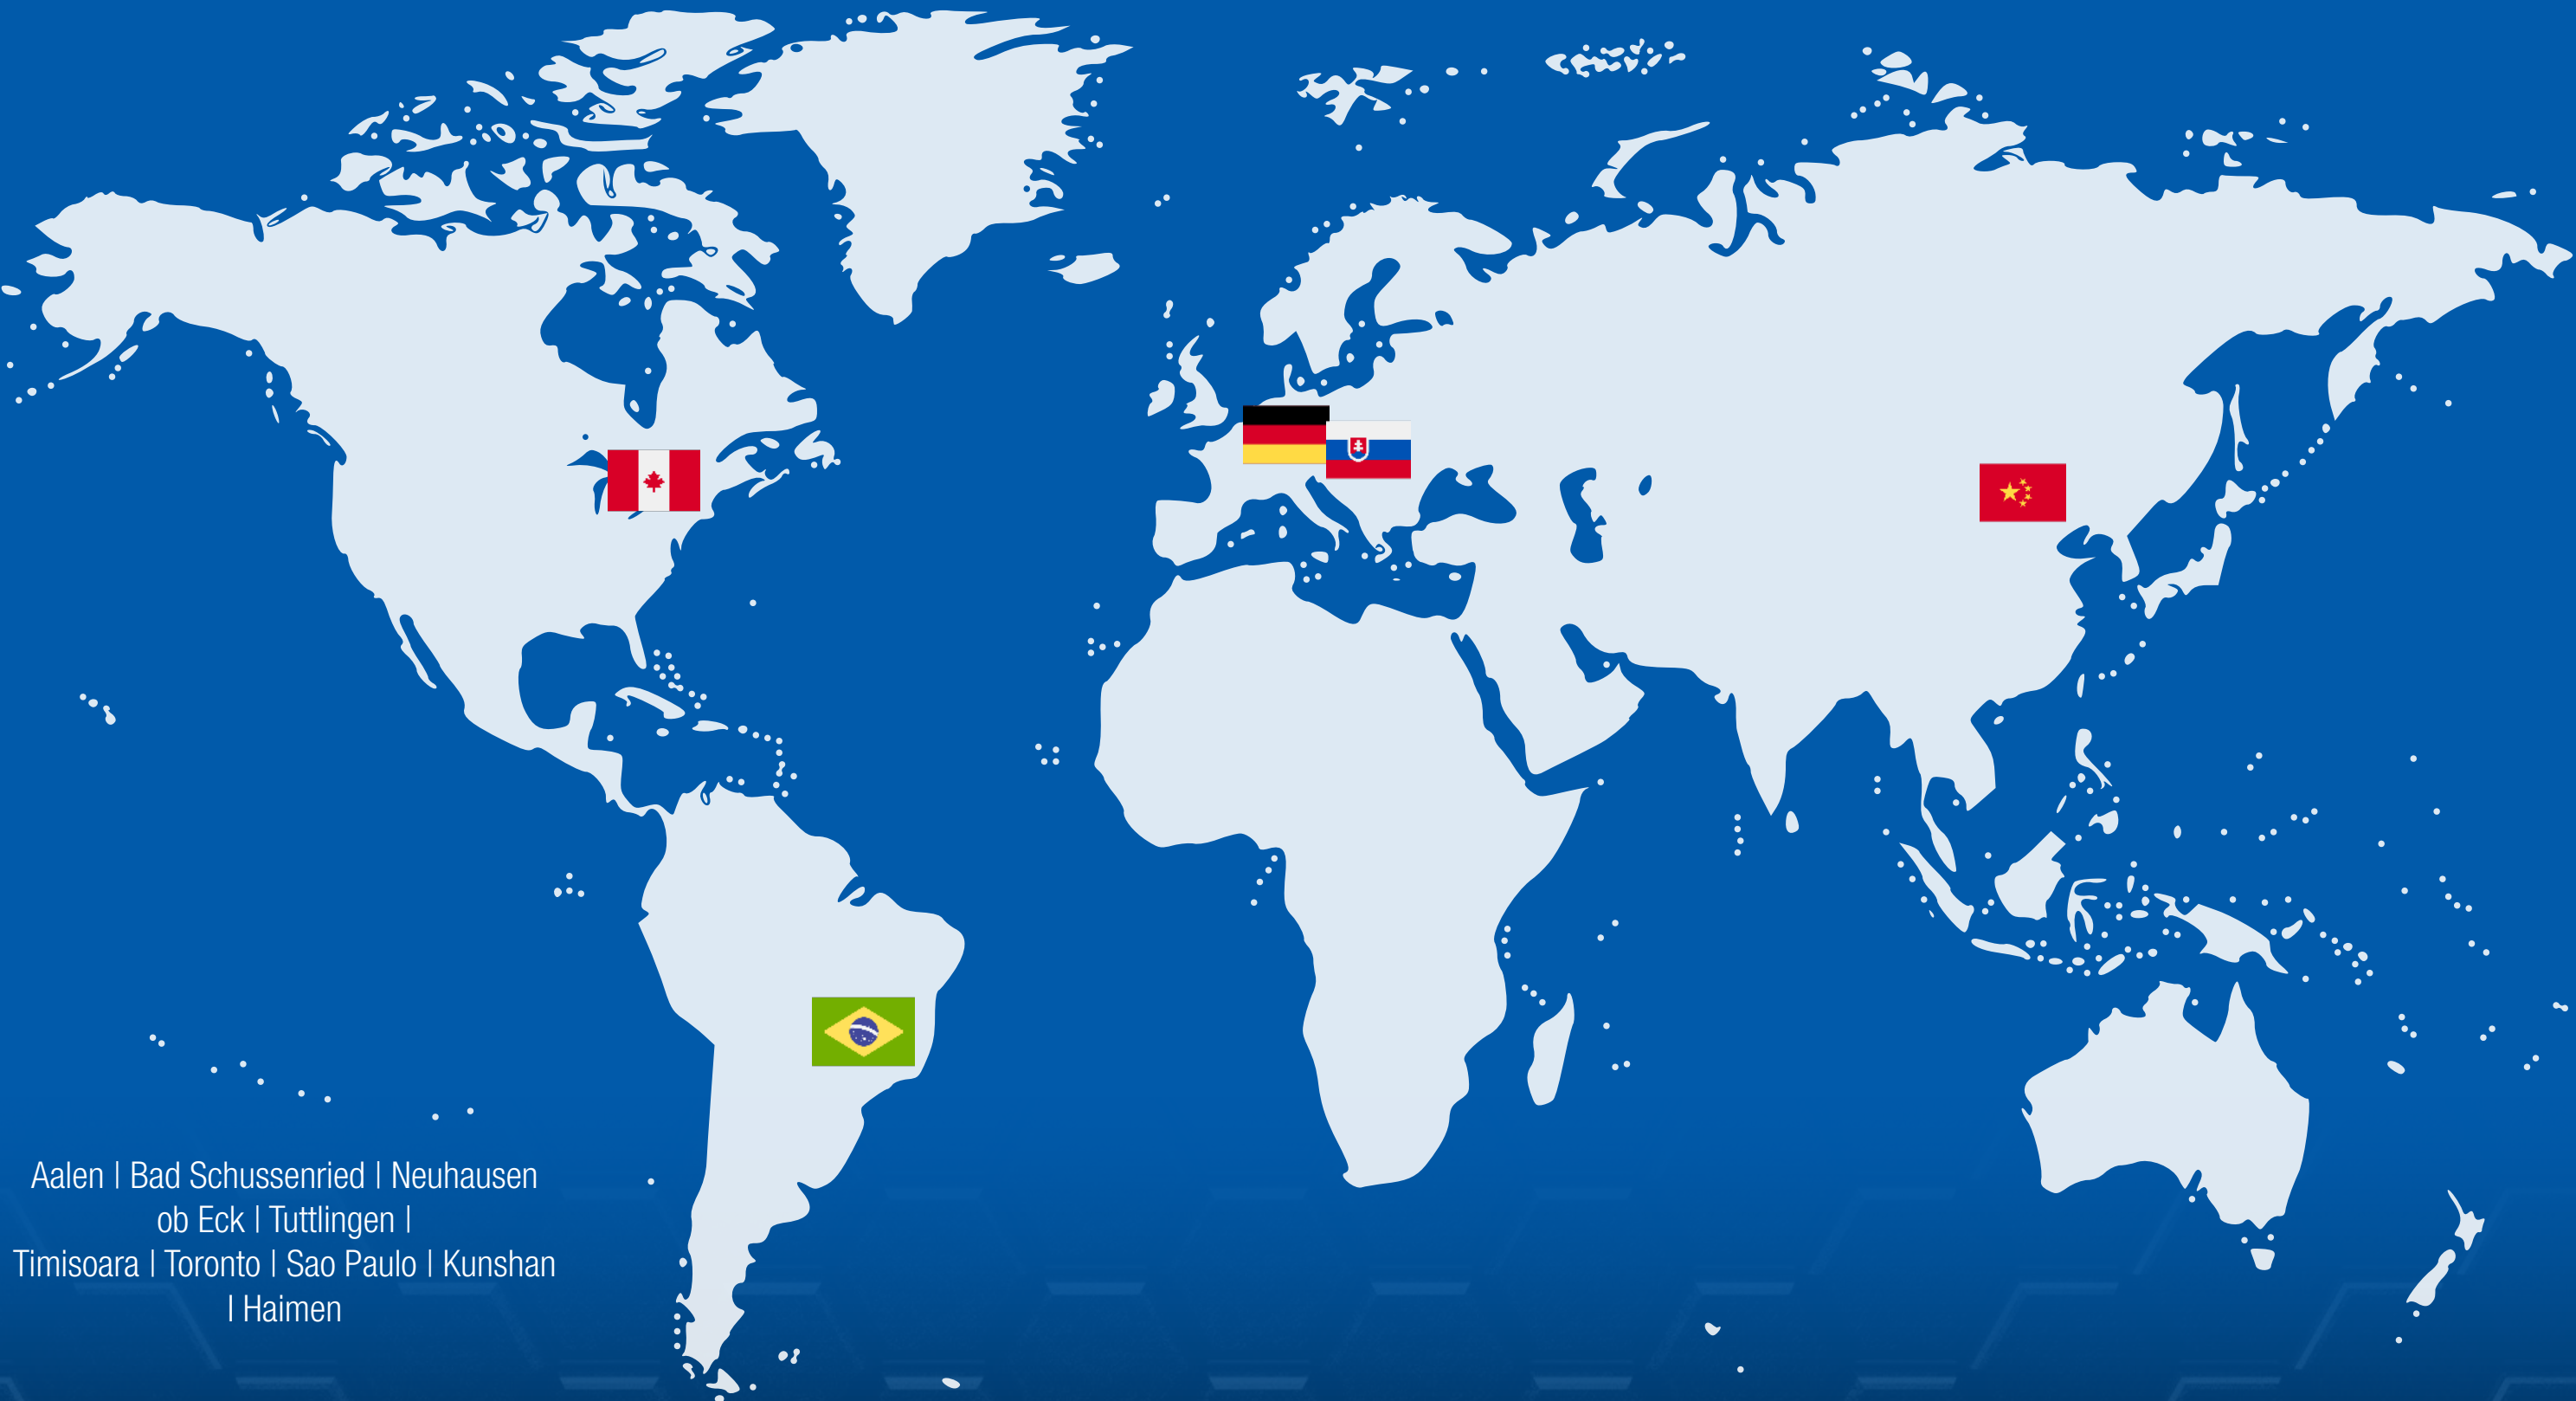 Aalen | Bad Schussenried | Neuhausen
ob Eck | Tuttlingen |
Timisoara | Toronto | Sao Paulo | Kunshan
| Haimen